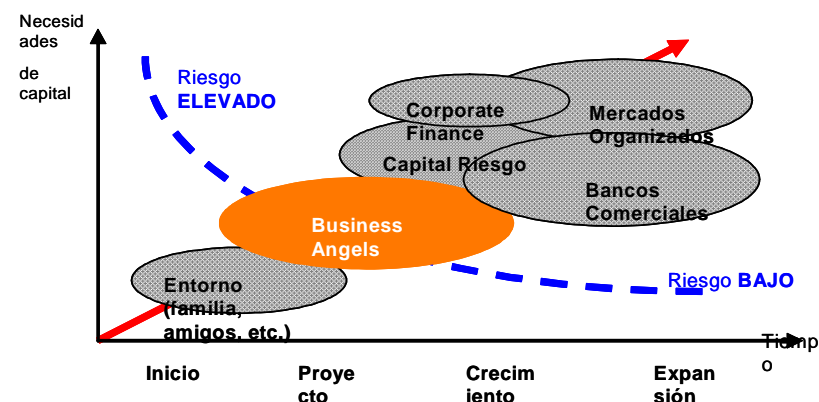 Necesid
ades
de
capital
Riesgo
ELEVADO
Corporate
Finance
Mercados
Organizados
Capital Riesgo
Bancos
Comerciales
Business
Angels
Entorno
(familia,
amigos, etc.)
Riesgo BAJO
Tiemp
o
Inicio
Proye
cto
Crecim
iento
Expan
sión